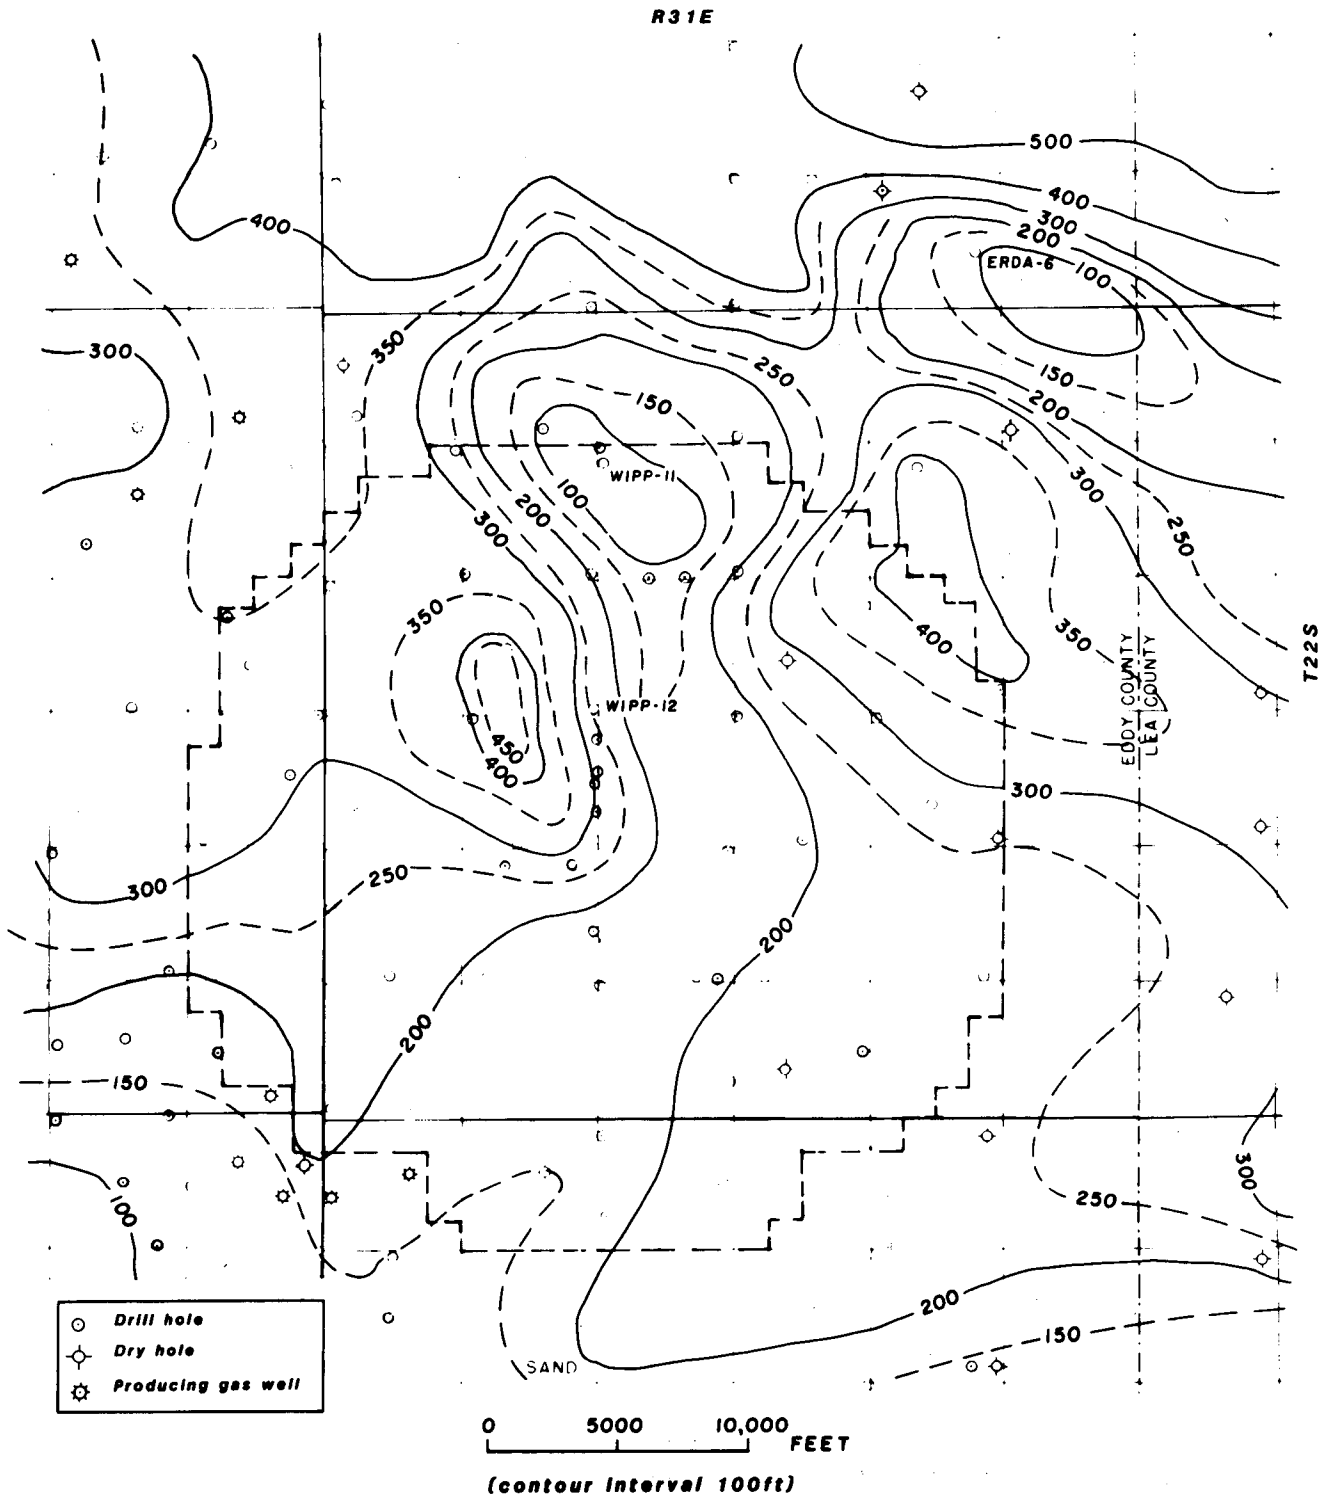 R31E
500
400
400
300
200
ERDA-6
100
300
350
250
150
150
200
WIPP-11
100
200
300
300
250
350
400
350
EDDY COUNTY
LEA COUNTY
T22S
WIPP-12
450
400
300
300
250
200
200
150
300
100
250
200
150
SAND
Drill hole
Dry hole
Producing gas well
0 5000 10,000
FEET
(contour interval 100ft)